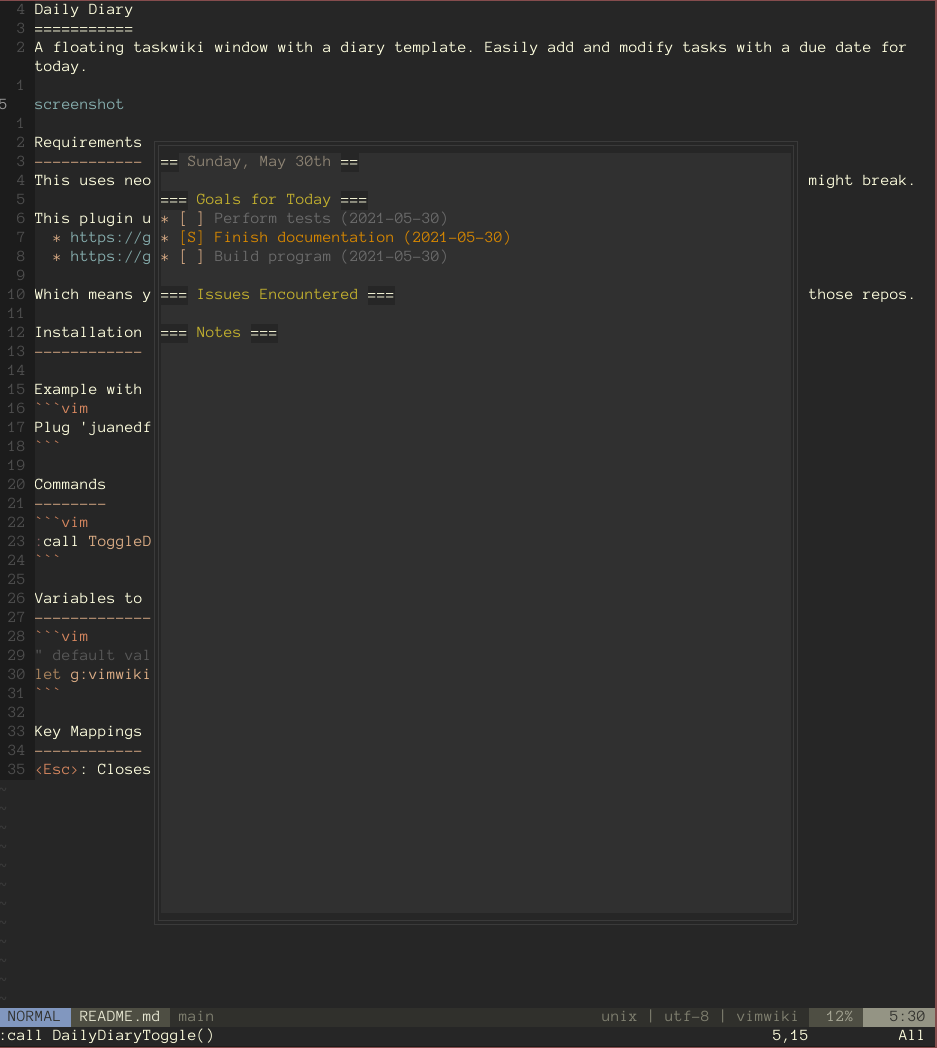 4 Daily Diary
3 ===========
2 A floating taskwiki window with a diary template. Easily add and modify tasks with a due date for
today.
1
5 screenshot
1
2 Requirements
3 ------------ == Sunday, May 30th ==
4 This uses neo might break.
5 === Goals for Today ===
6 This plugin u * [ ] Perform tests (2021-05-30)
7 * https://g * [S] Finish documentation (2021-05-30)
8 * https://g * [ ] Build program (2021-05-30)
9
10 Which means y === Issues Encountered === those repos.
11
12 Installation === Notes ===
13 ------------
14
15 Example with
16 ```vim
17 Plug 'juanedf
18 ```
19
20 Commands
21 --------
22 ```vim
23 :call ToggleD
24 ```
25
26 Variables to
27 -------------
28 ```vim
29 " default val
30 let g:vimwiki
31 ```
32
33 Key Mappings
34 ------------
35 <Esc>: Closes
~
~
~
~
~
~
~
~
~
~
~
~
NORMAL README.md main unix | utf-8 | vimwiki 12% 5:30
:call DailyDiaryToggle() 5,15 All